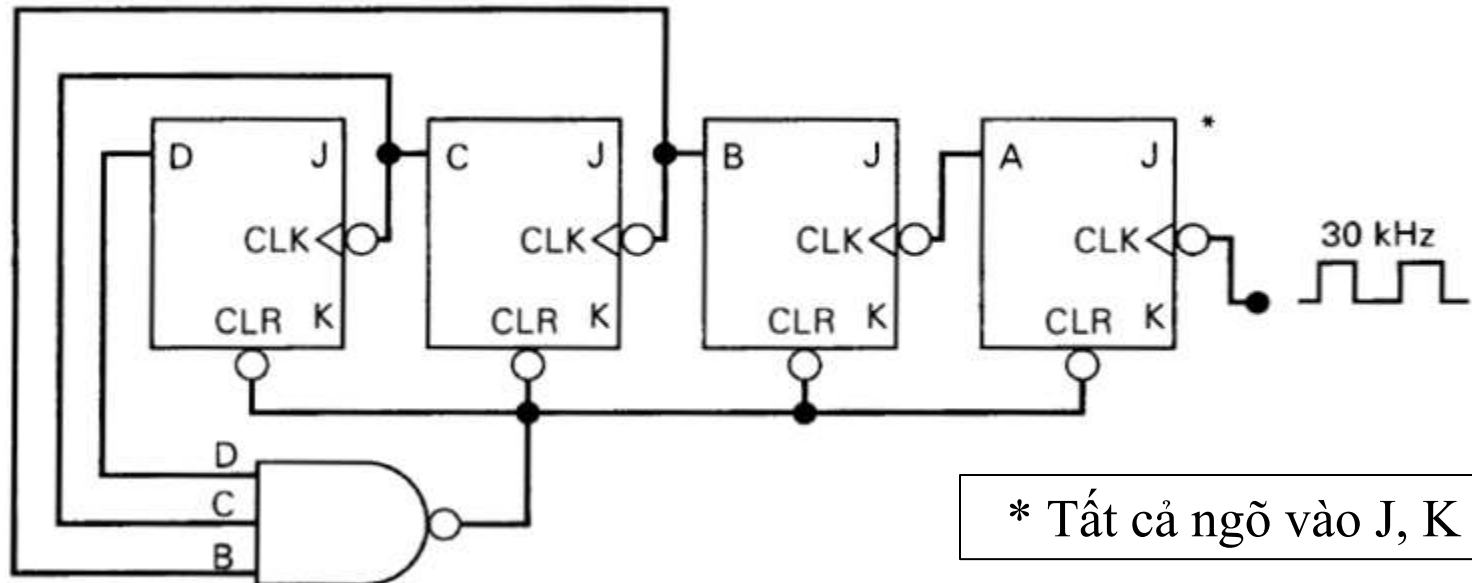 *
D J C J B J A J
CLK CLK CLK CLK 30 kHz
CLR K CLR K CLR K CLR K
D
C
B
* Tất cả ngõ vào J, K